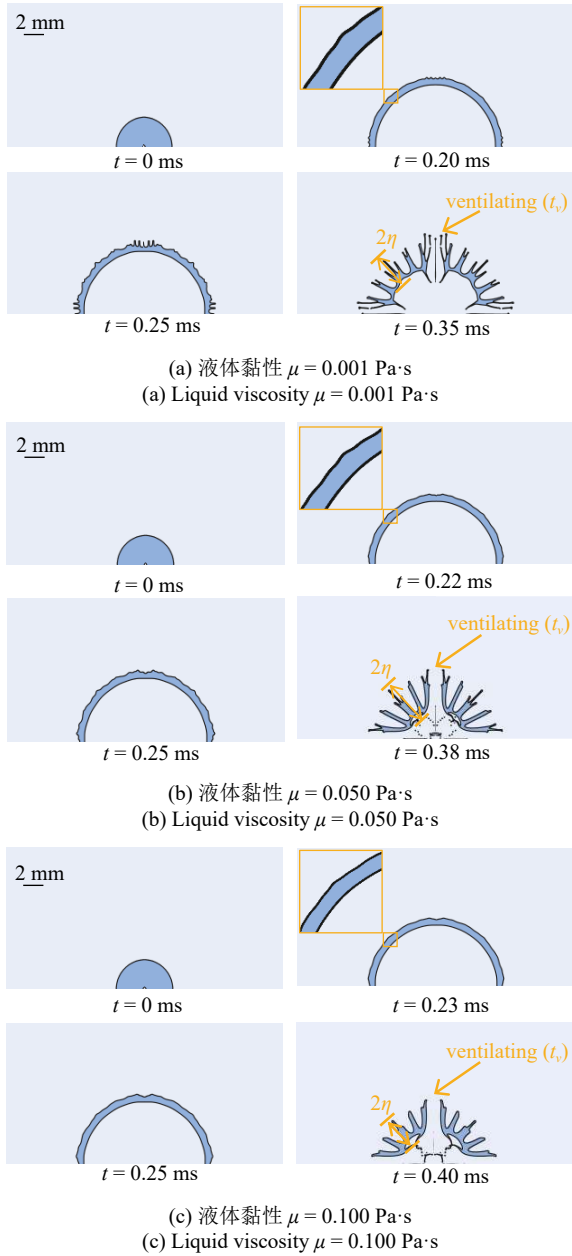 2 mm
t = 0 ms
t = 0.20 ms
ventilating (tᵥ)
2η
t = 0.25 ms
t = 0.35 ms
(a) 液体黏性 μ = 0.001 Pa·s
(a) Liquid viscosity μ = 0.001 Pa·s
2 mm
t = 0 ms
t = 0.22 ms
ventilating (tᵥ)
2η
t = 0.25 ms
t = 0.38 ms
(b) 液体黏性 μ = 0.050 Pa·s
(b) Liquid viscosity μ = 0.050 Pa·s
2 mm
t = 0 ms
t = 0.23 ms
ventilating (tᵥ)
2η
t = 0.25 ms
t = 0.40 ms
(c) 液体黏性 μ = 0.100 Pa·s
(c) Liquid viscosity μ = 0.100 Pa·s